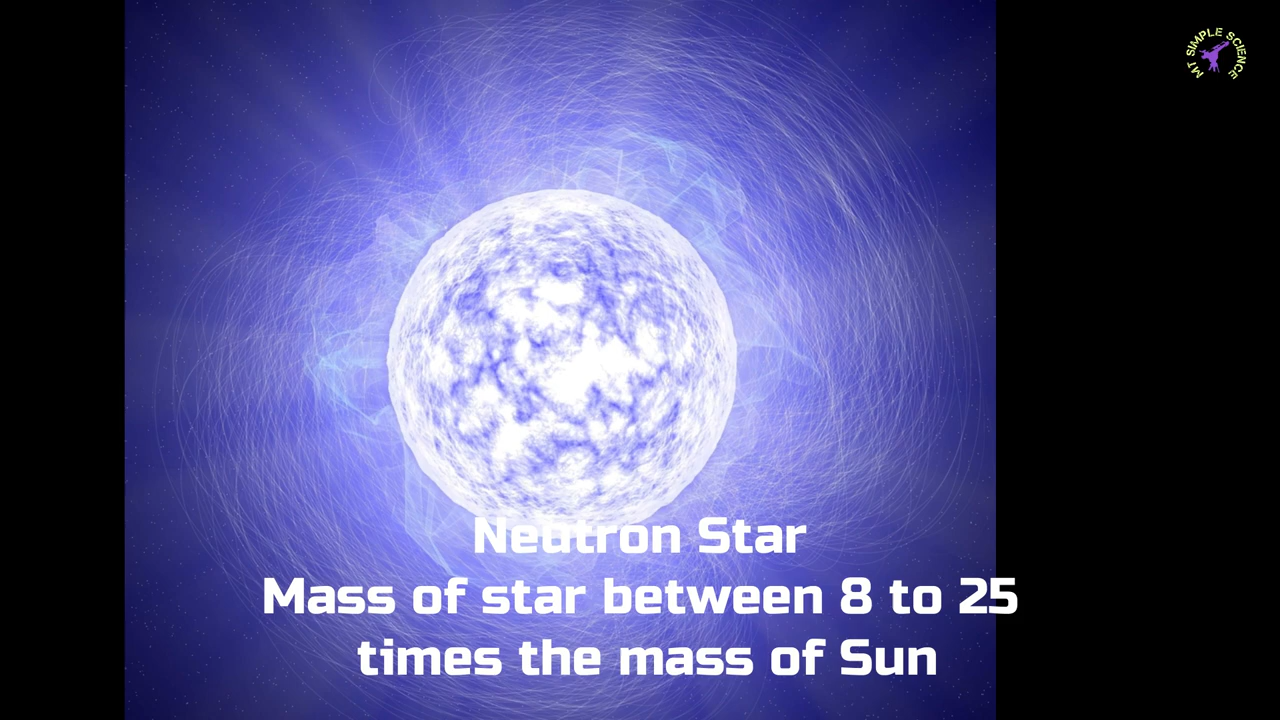 MT SIMPLE SCIENCE
Neutron Star
Mass of star between 8 to 25
times the mass of Sun